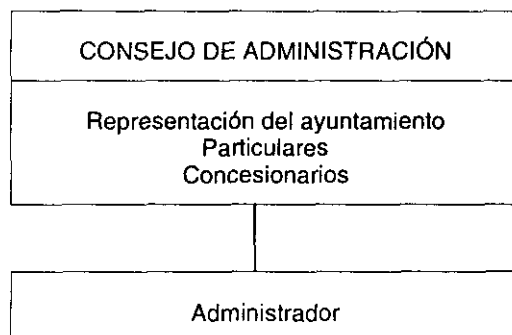 CONSEJO DE ADMINISTRACIÓN
Representación del ayuntamiento
Particulares
Concesionarios
Administrador